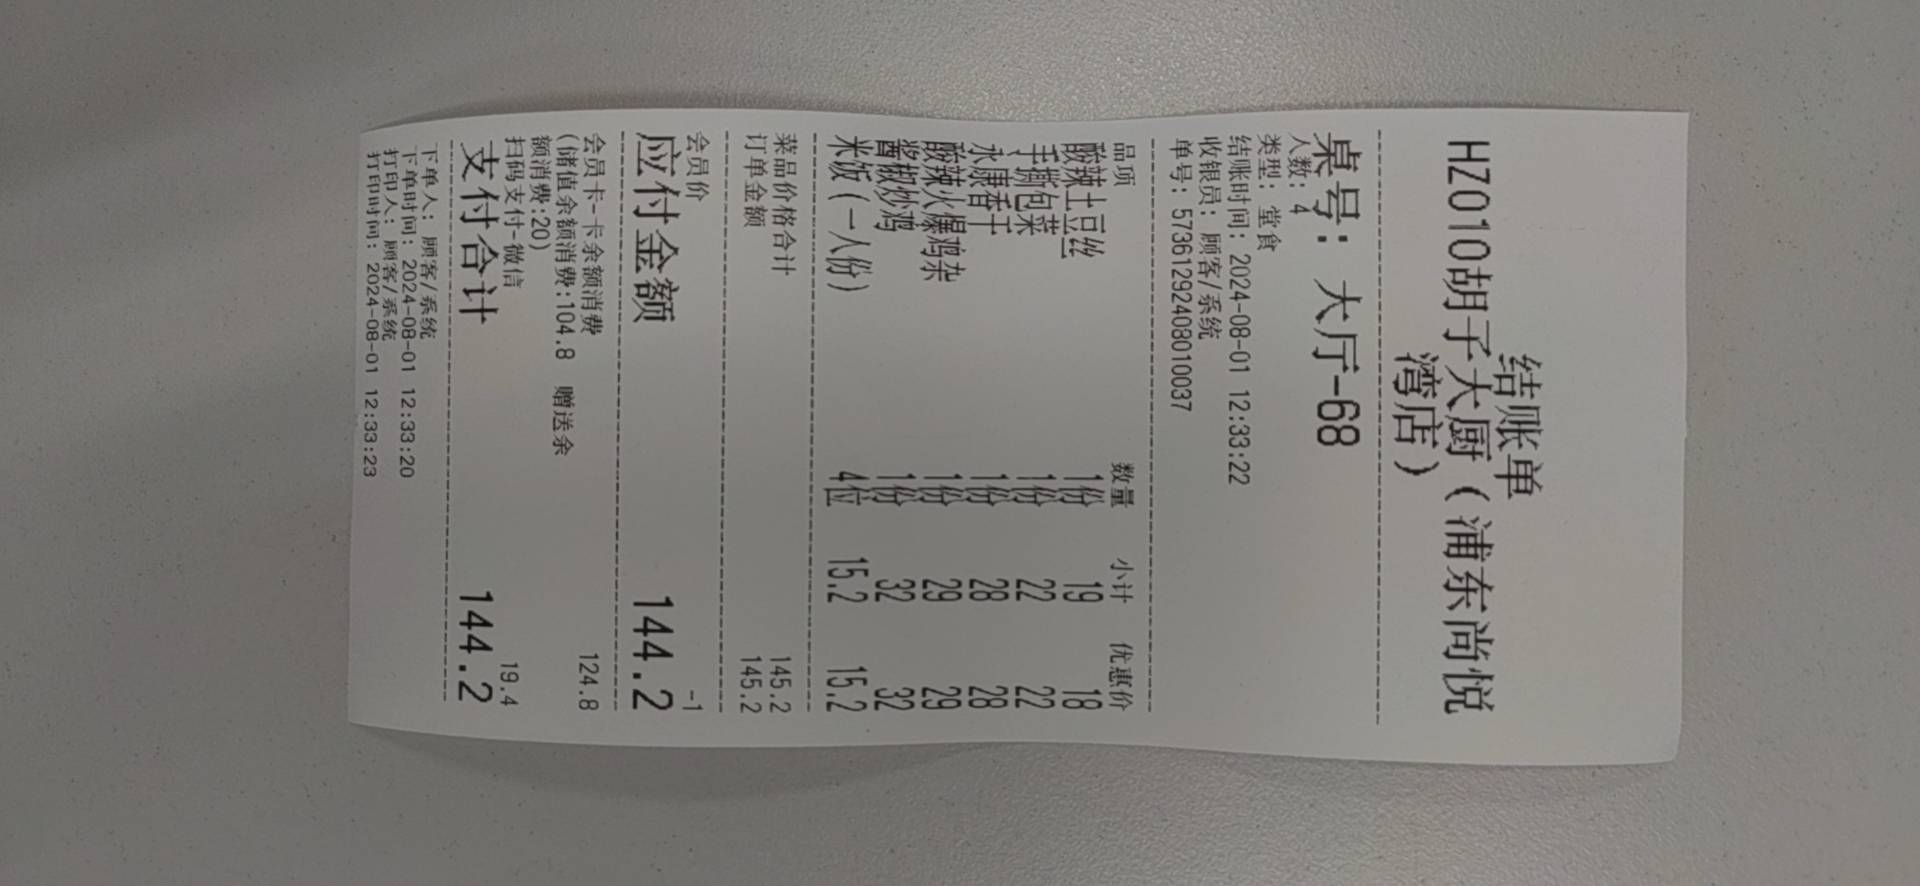 结账单
HZ010胡子大厨（浦东尚悦
湾店）
桌号：大厅-68
人数：4
类型：堂食
结账时间：2024-08-01 12:33:22
收银员：顾客/系统
单号：573612924080100​37
品项 数量 小计 优惠价
酸辣土豆丝 1份 19 18
手撕包菜 1份 22 22
永康香干 1份 28 28
酸辣火爆鸡杂 1份 29 29
酱椒炒鸡 1份 32 32
米饭（一人份） 4位 15.2 15.2
菜品价格合计 145.2
订单金额 145.2
会员价 -1
应付金额 144.2
会员卡-卡余额消费 124.8
(储值余额消费:104.8 赠送余
额消费:20)
扫码支付-微信 19.4
支付合计 144.2
下单人：顾客/系统
下单时间：2024-08-01 12:33:20
打印人：顾客/系统
打印时间：2024-08-01 12:33:23